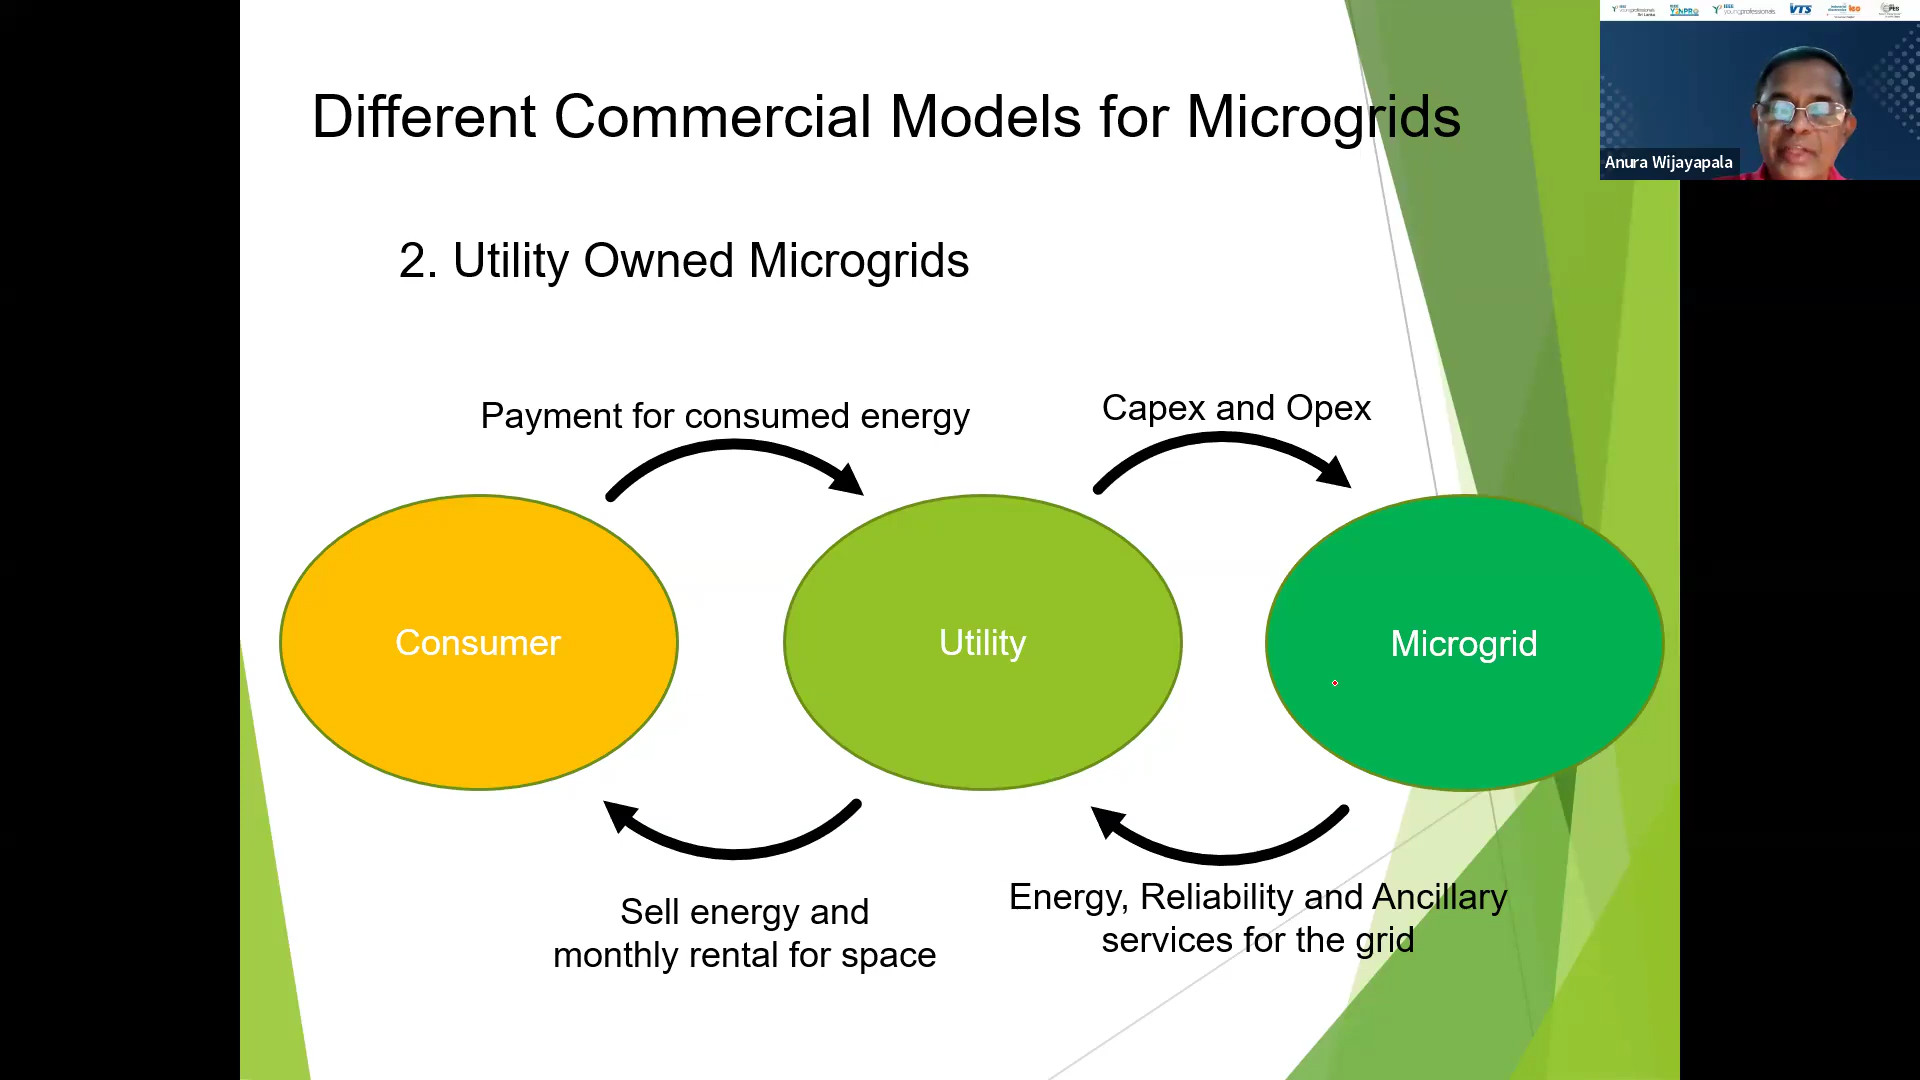 Different Commercial Models for Microgrids
2. Utility Owned Microgrids
Payment for consumed energy
Capex and Opex
Consumer
Utility
Microgrid
Sell energy and
monthly rental for space
Energy, Reliability and Ancillary
services for the grid
VTS
Anura Wijayapala